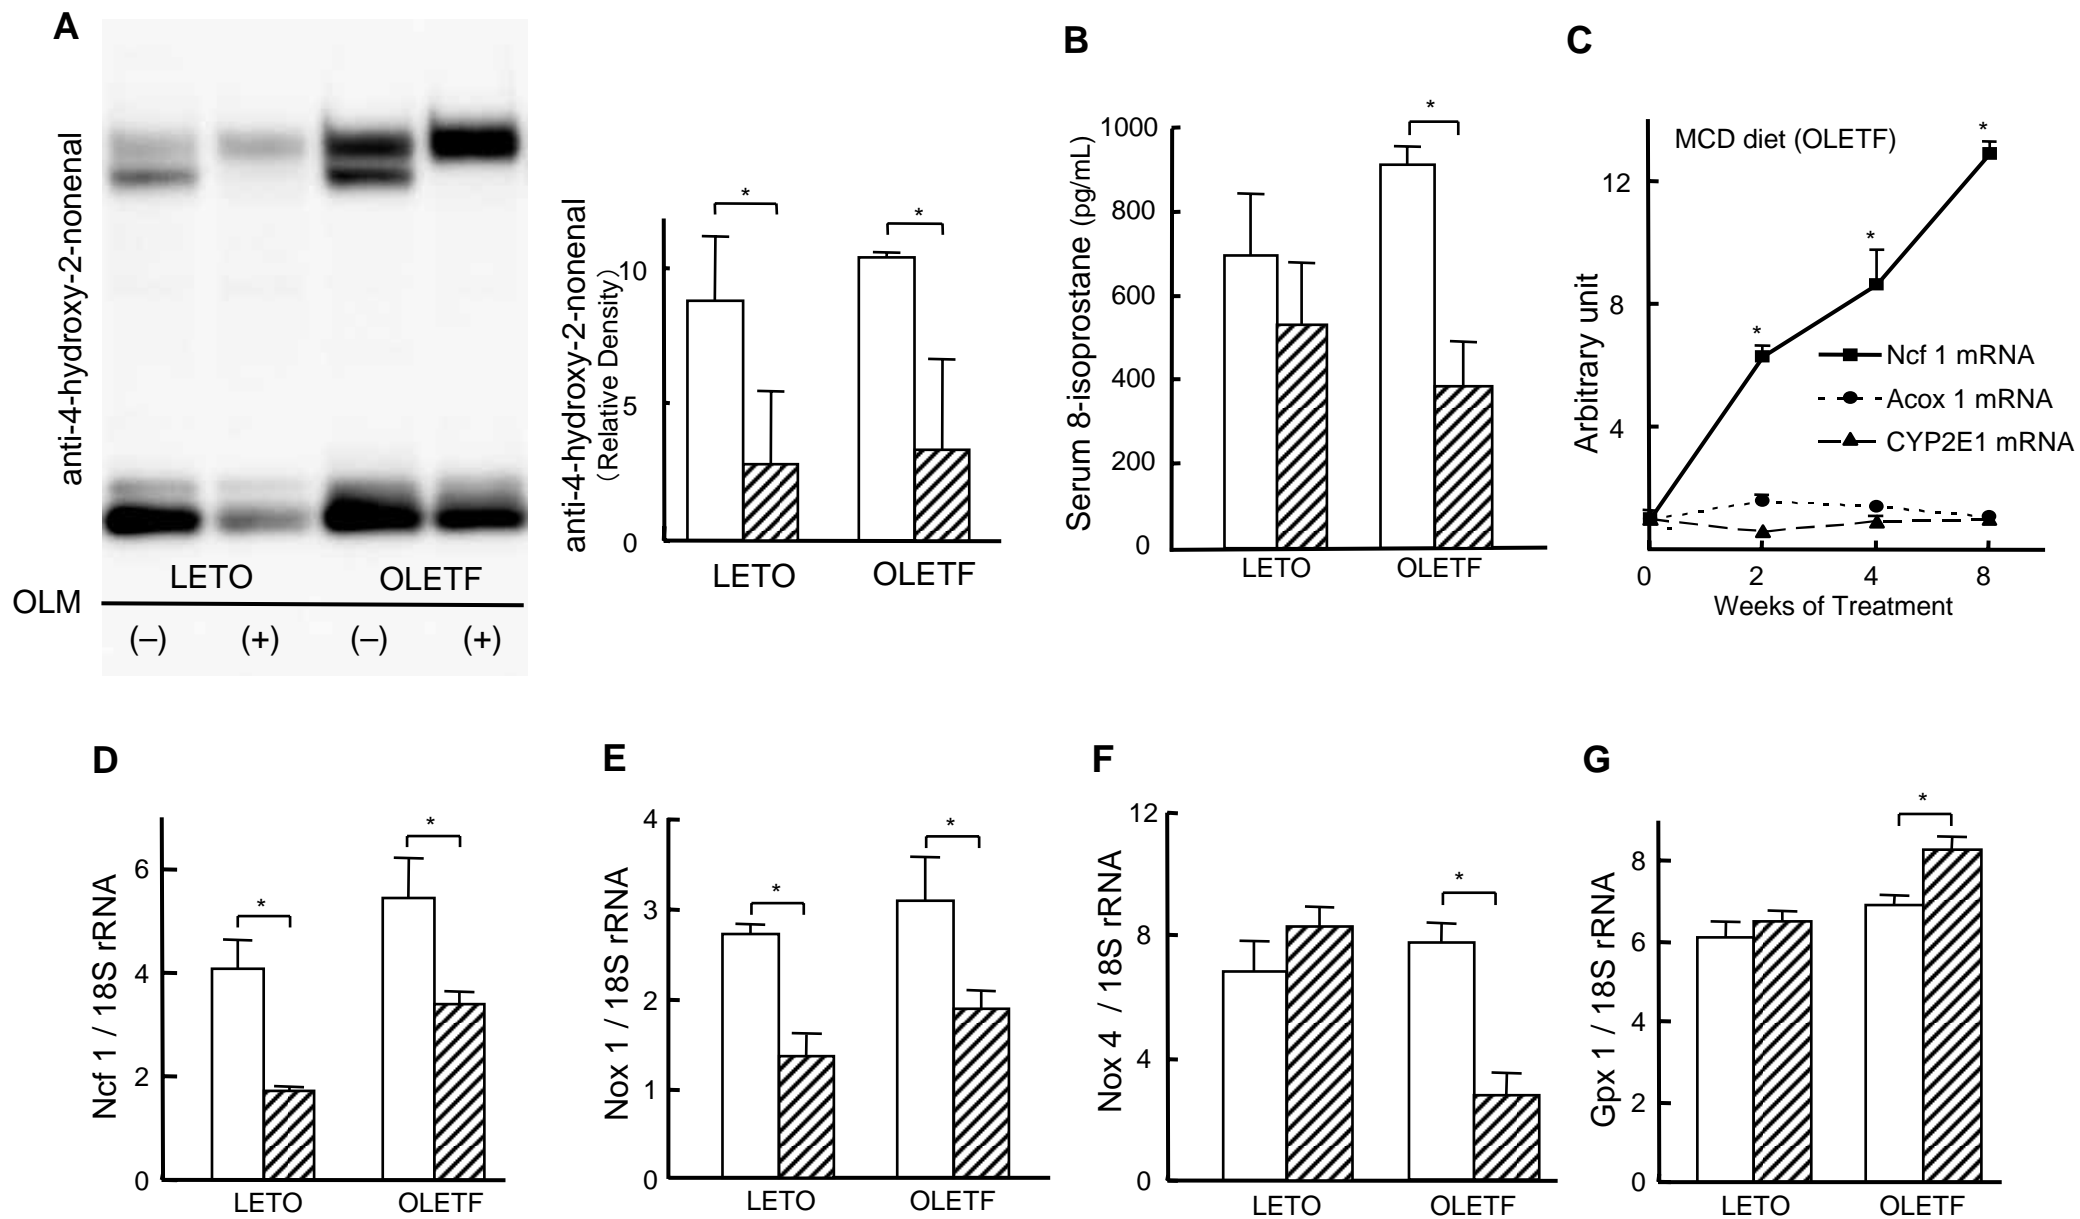 A
anti-4-hydroxy-2-nonenal
LETO
OLETF
OLM
(–)
(+)
(–)
(+)
anti-4-hydroxy-2-nonenal
(Relative Density)
10
5
0
*
*
LETO
OLETF
B
Serum 8-isoprostane (pg/mL)
1000
800
600
400
200
0
*
LETO
OLETF
C
MCD diet (OLETF)
Arbitrary unit
12
8
4
*
*
*
Ncf 1 mRNA
Acox 1 mRNA
CYP2E1 mRNA
0
2
4
8
Weeks of Treatment
D
Ncf 1 / 18S rRNA
6
4
2
0
*
*
LETO
OLETF
E
Nox 1 / 18S rRNA
4
3
2
1
0
*
*
LETO
OLETF
F
Nox 4 / 18S rRNA
12
8
4
0
*
LETO
OLETF
G
Gpx 1 / 18S rRNA
8
6
4
2
0
*
LETO
OLETF